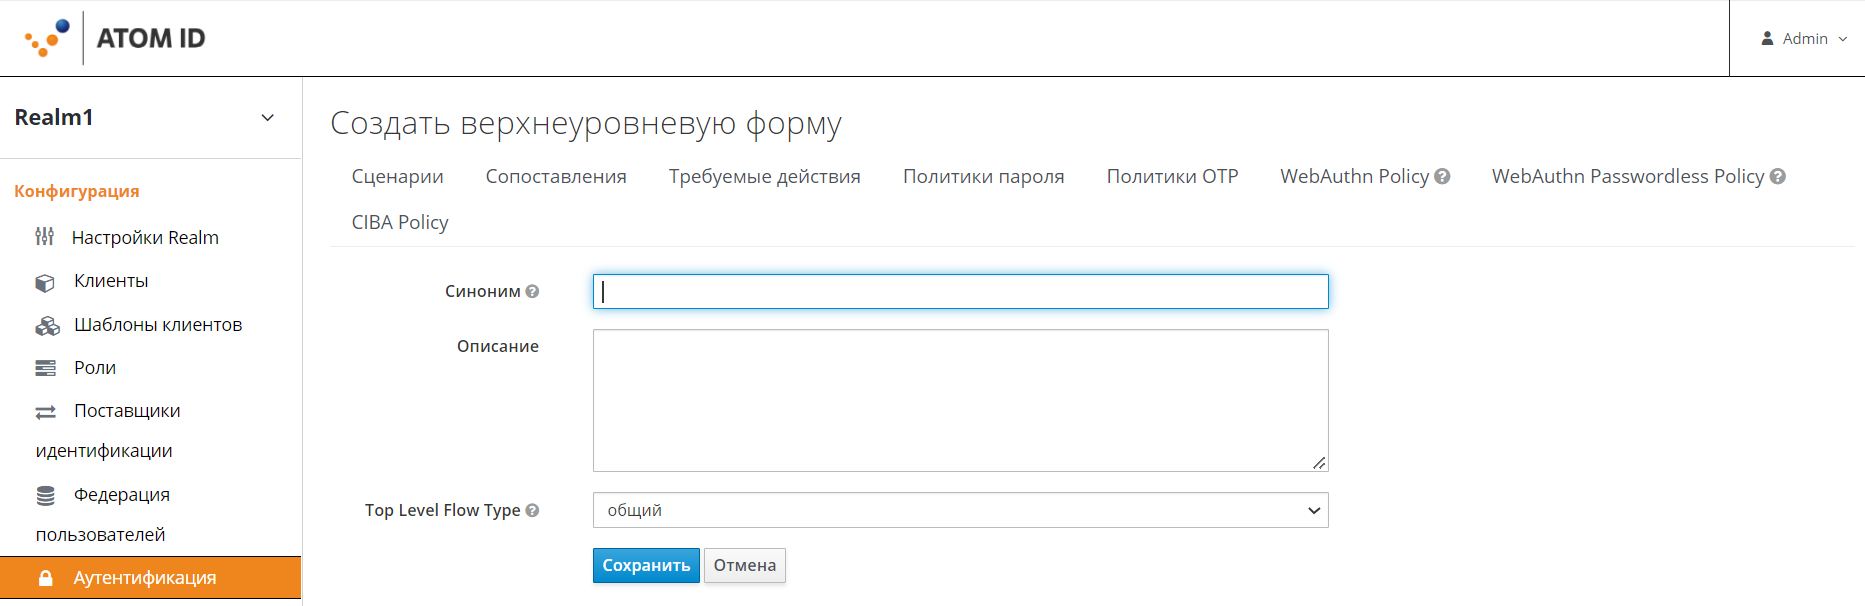 ATOM ID
Admin
Realm1
Конфигурация
Настройки Realm
Клиенты
Шаблоны клиентов
Роли
Поставщики
идентификации
Федерация
пользователей
Аутентификация
Создать верхнеуровневую форму
Сценарии Сопоставления Требуемые действия Политики пароля Политики OTP WebAuthn Policy WebAuthn Passwordless Policy
CIBA Policy
Синоним
Описание
Top Level Flow Type общий
Сохранить Отмена